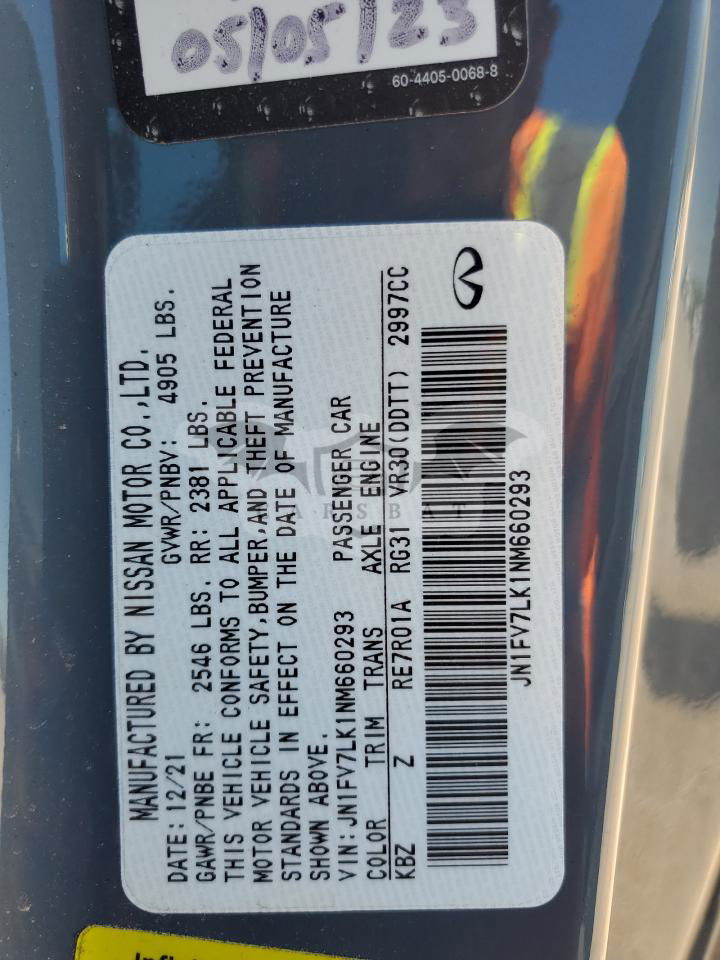 05/05/23
60-4405-0068-8
MANUFACTURED BY NISSAN MOTOR CO.,LTD.
DATE: 12/21 GVWR/PNBV: 4905 LBS.
GAWR/PNBE FR: 2546 LBS. RR: 2381 LBS.
THIS VEHICLE CONFORMS TO ALL APPLICABLE FEDERAL
MOTOR VEHICLE SAFETY,BUMPER,AND THEFT PREVENTION
STANDARDS IN EFFECT ON THE DATE OF MANUFACTURE
SHOWN ABOVE.
VIN:JN1FV7LK1NM660293 PASSENGER CAR
COLOR TRIM TRANS AXLE ENGINE
KBZ Z RE7R01A RG31 VR30(DDTT) 2997CC
JN1FV7LK1NM660293